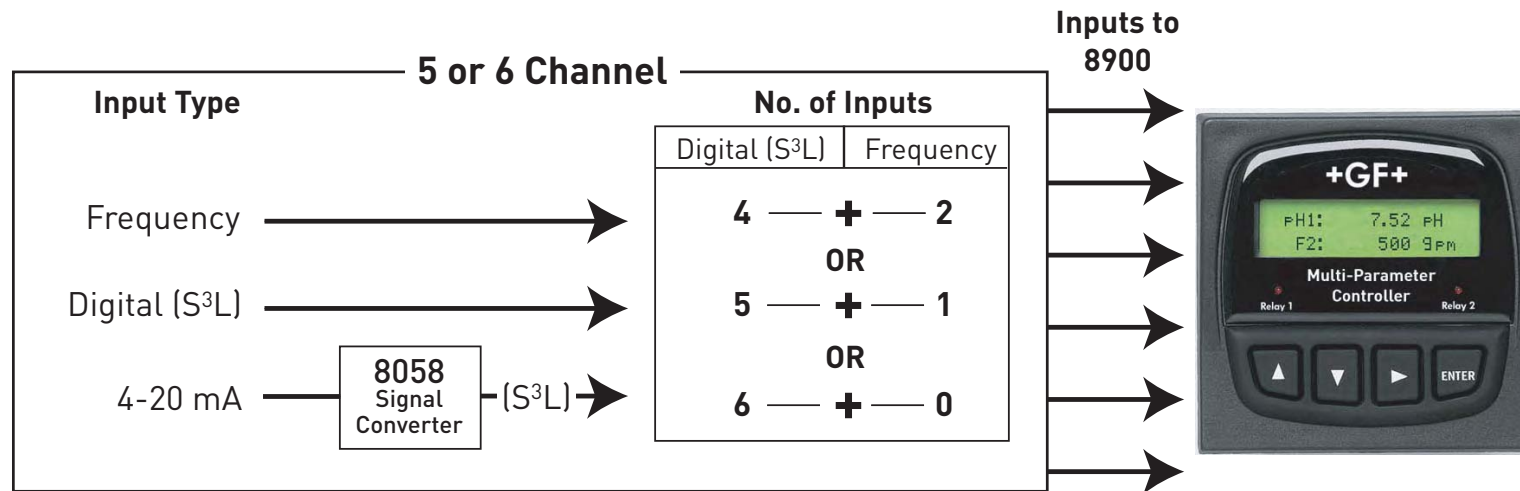 Inputs to
8900
5 or 6 Channel
Input Type
No. of Inputs
Digital (S³L) Frequency
Frequency
4 + 2
OR
Digital (S³L)
5 + 1
OR
4-20 mA
8058
Signal
Converter
(S³L)
6 + 0
+GF+
pH1: 7.52 pH
F2: 500 gpm
Multi-Parameter
Controller
Relay 1
Relay 2
ENTER